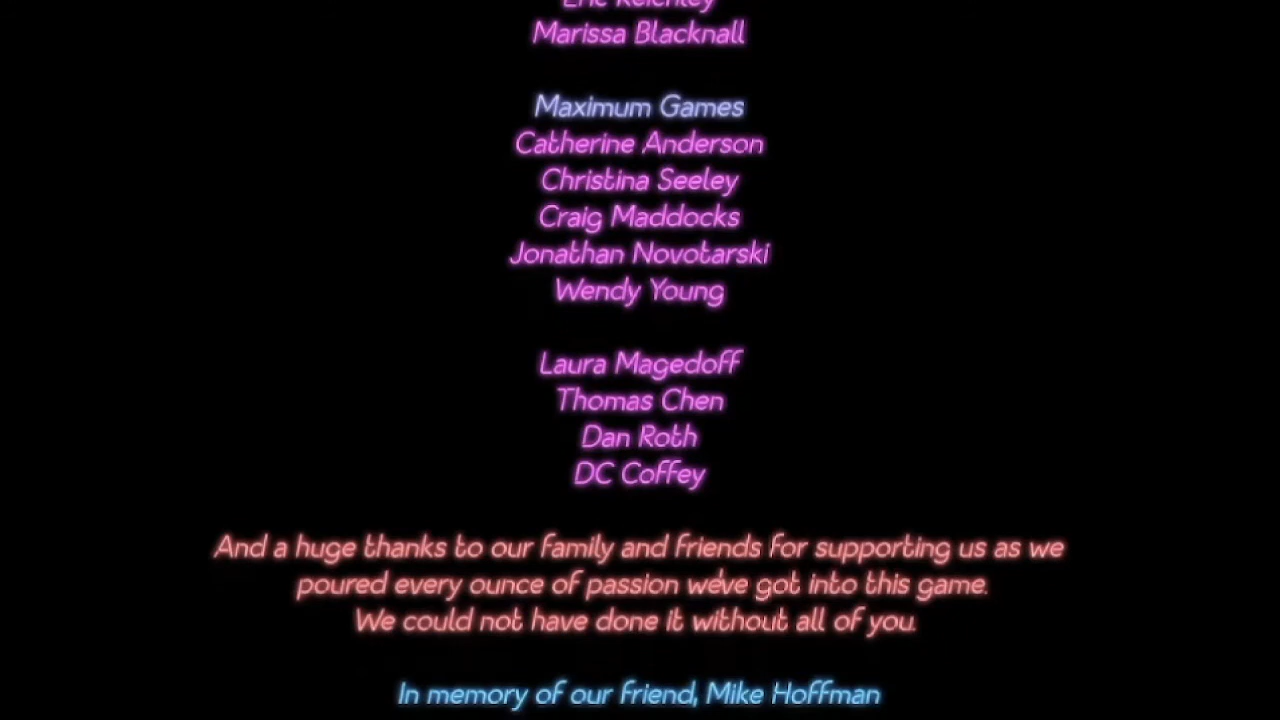 Marissa Blacknall
Maximum Games
Catherine Anderson
Christina Seeley
Craig Maddocks
Jonathan Novotarski
Wendy Young
Laura Magedoff
Thomas Chen
Dan Roth
DC Coffey
And a huge thanks to our family and friends for supporting us as we
poured every ounce of passion we've got into this game.
We could not have done it without all of you.
In memory of our friend, Mike Hoffman